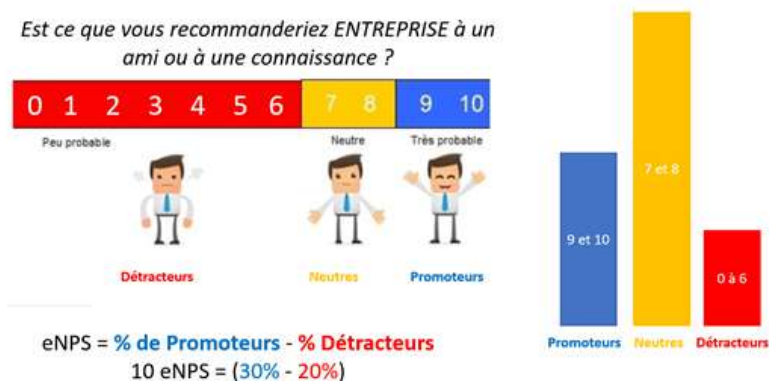 Est ce que vous recommanderiez ENTREPRISE à un
ami ou à une connaissance ?
0 1 2 3 4 5 6 7 8 9 10
Peu probable Neutre Très probable
Détracteurs Neutres Promoteurs
eNPS = % de Promoteurs - % Détracteurs
10 eNPS = (30% - 20%)
7 et 8
9 et 10
0 à 6
Promoteurs Neutres Détracteurs